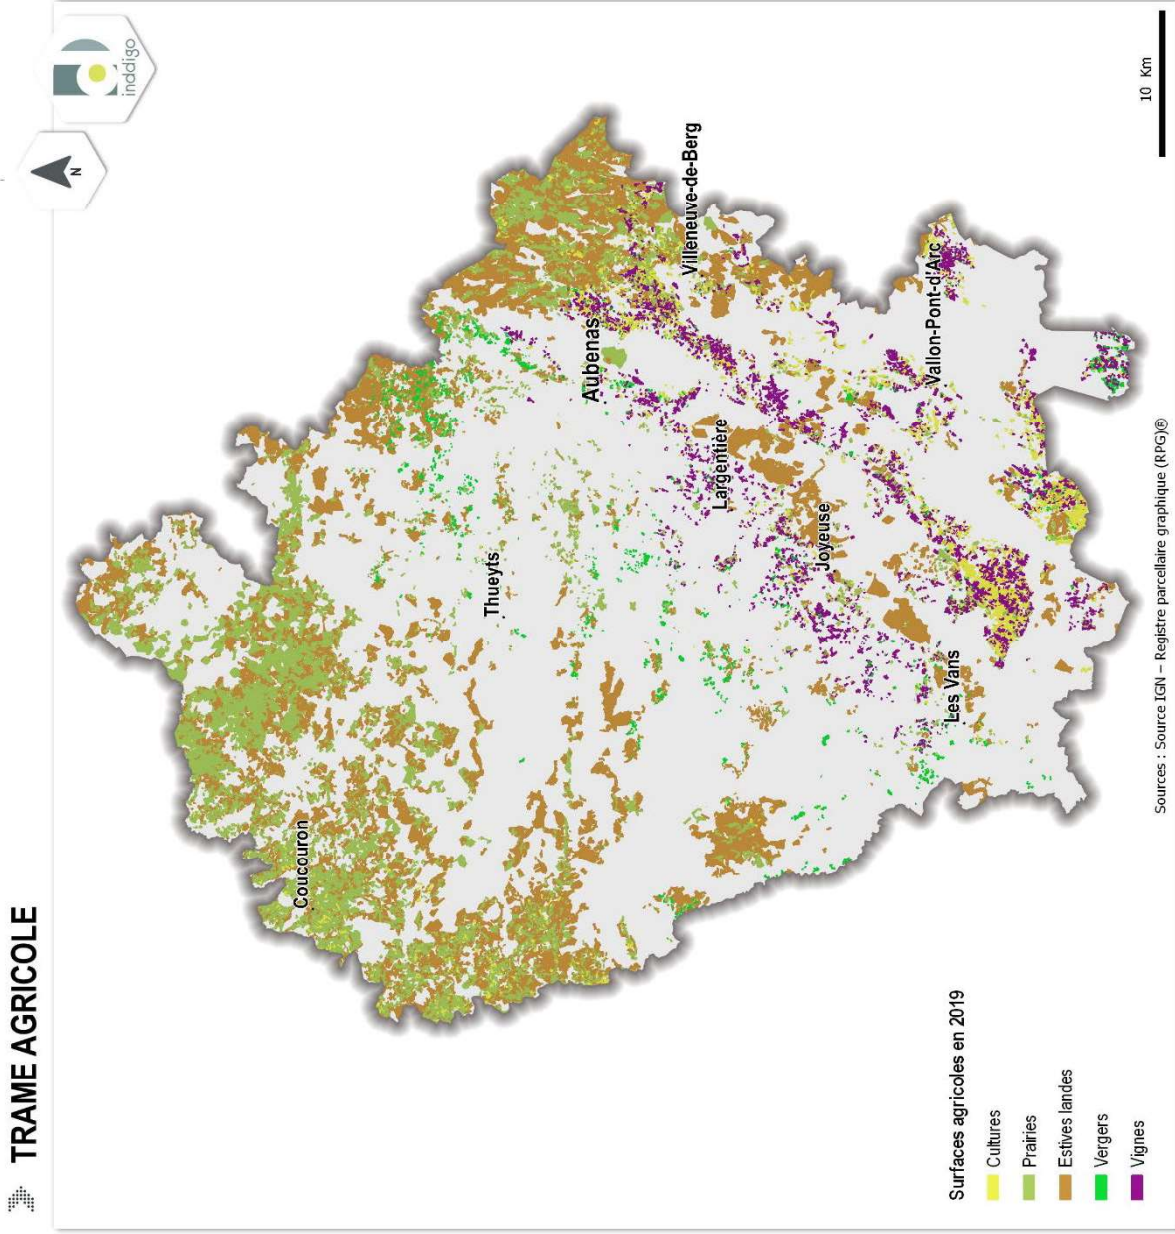 TRAME AGRICOLE
inddigo
N
Coucouron
Thueyts
Aubenas
Villeneuve-de-Berg
Largentière
Joyeuse
Vallon-Pont-d'Arc
Les Vans
Surfaces agricoles en 2019
Cultures
Prairies
Estives landes
Vergers
Vignes
10 Km
Sources : Source IGN – Registre parcellaire graphique (RPG)®